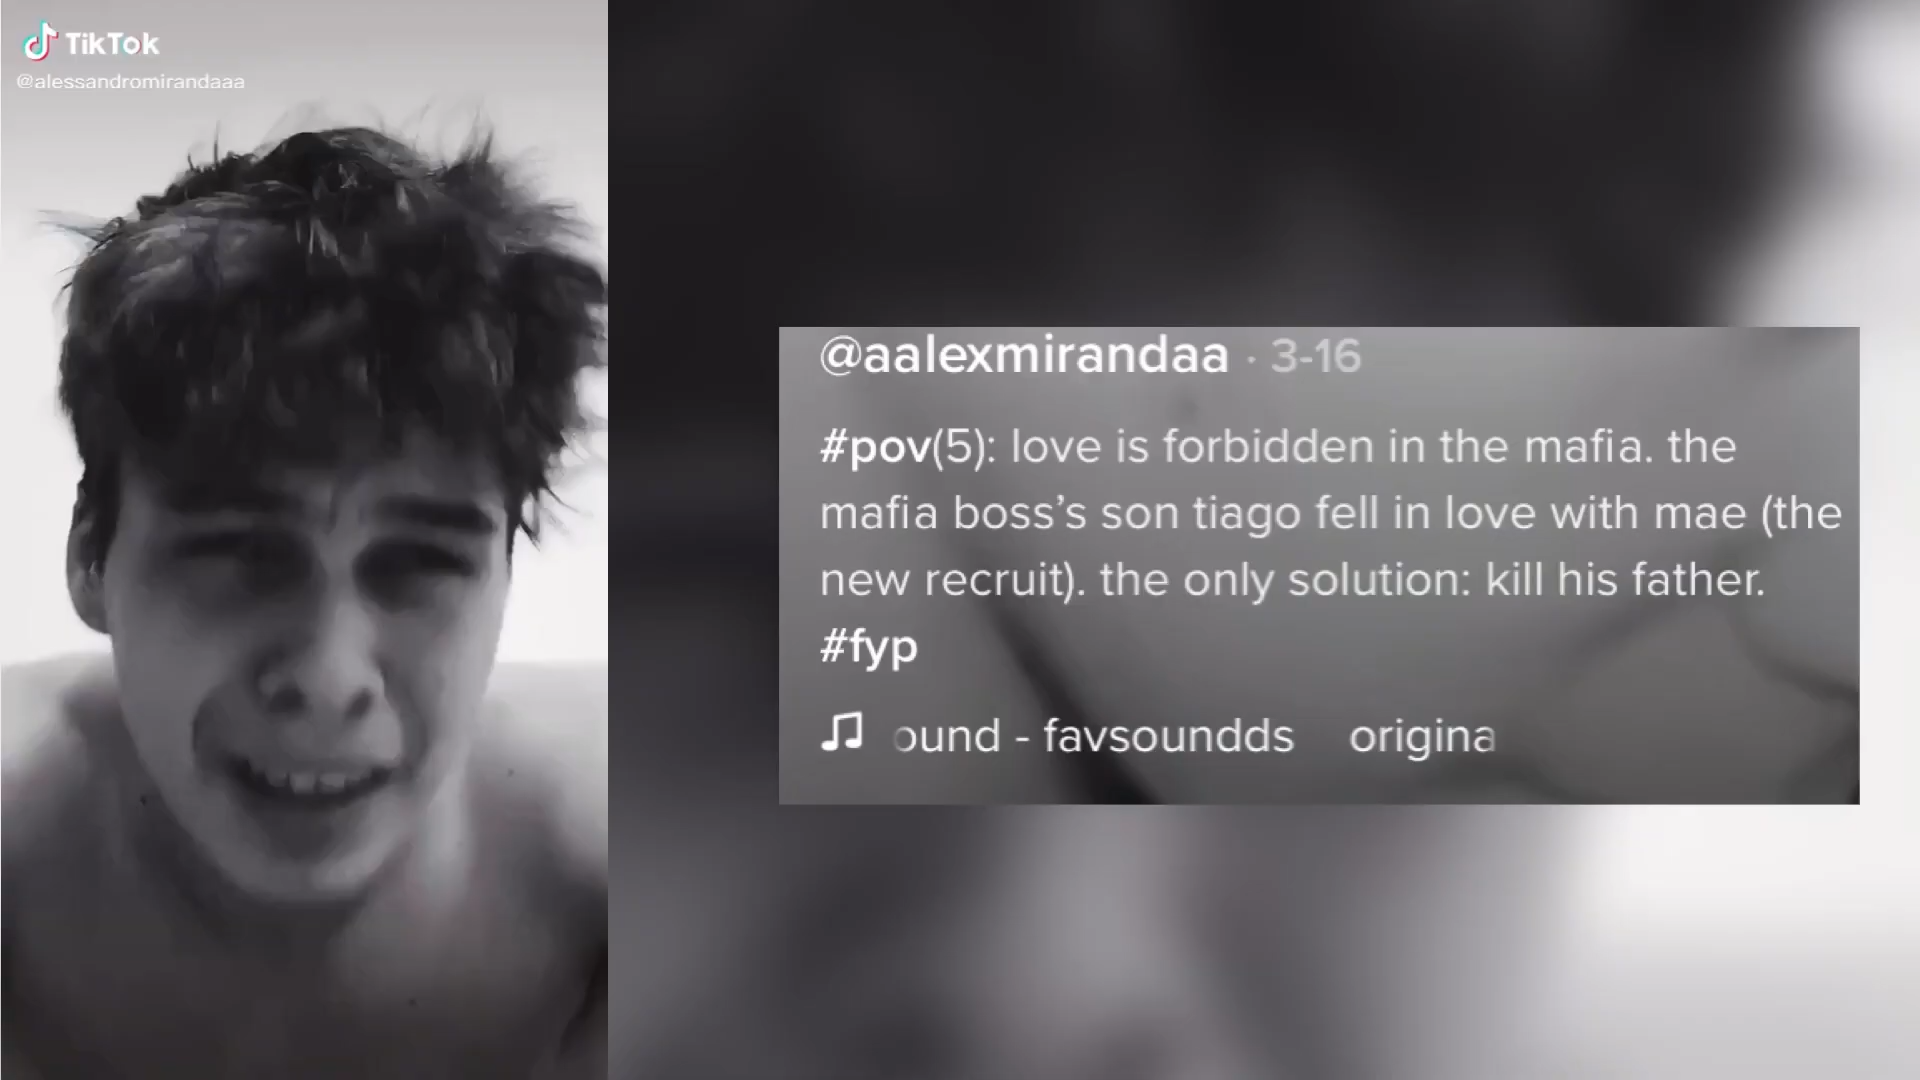 TikTok
@alessandromirandaaa
@aalexmirandaa · 3-16
#pov(5): love is forbidden in the mafia. the
mafia boss’s son tiago fell in love with mae (the
new recruit). the only solution: kill his father.
#fyp
ound - favsoundds origina